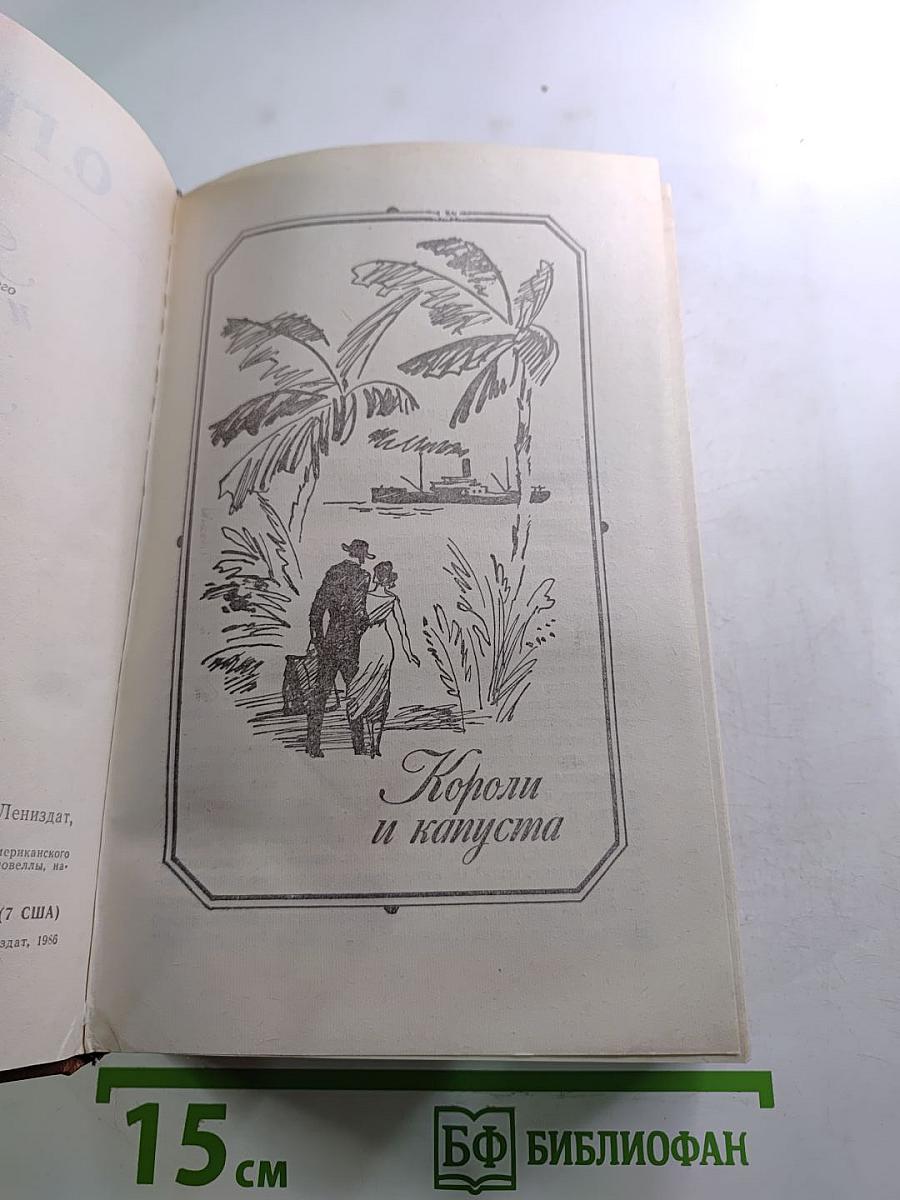 Лениздат,
мериканского
новеллы, на-
(7 США)
здат, 1986
Короли
и капуста
15 см
БФ БИБЛИОФАН